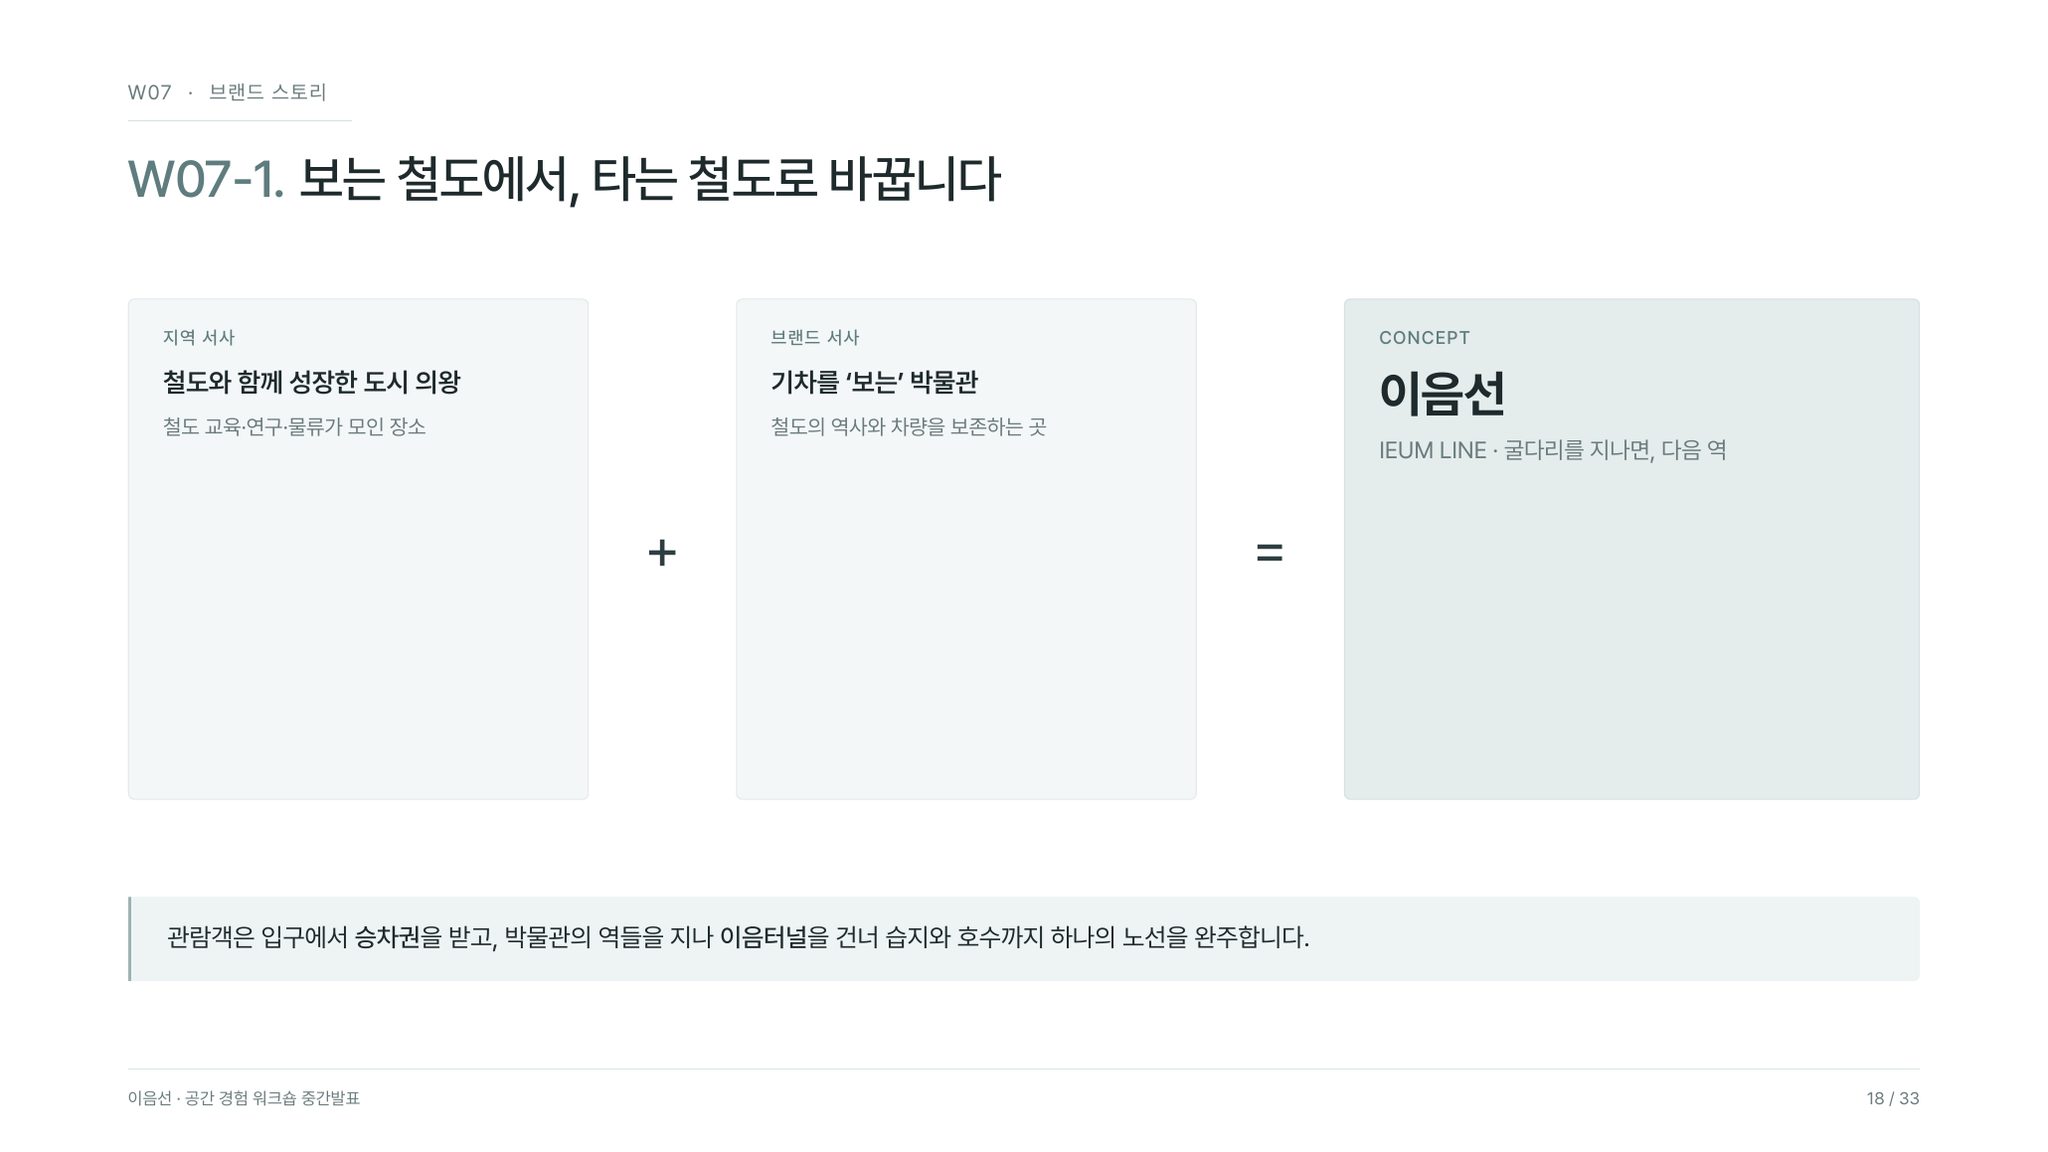 W07 · 브랜드 스토리
W07-1. 보는 철도에서, 타는 철도로 바꿉니다
지역 서사
철도와 함께 성장한 도시 의왕
철도 교육·연구·물류가 모인 장소
+
브랜드 서사
기차를 ‘보는’ 박물관
철도의 역사와 차량을 보존하는 곳
=
CONCEPT
이음선
IEUM LINE · 굴다리를 지나면, 다음 역
관람객은 입구에서 승차권을 받고, 박물관의 역들을 지나 이음터널을 건너 습지와 호수까지 하나의 노선을 완주합니다.
이음선 · 공간 경험 워크숍 중간발표
18 / 33